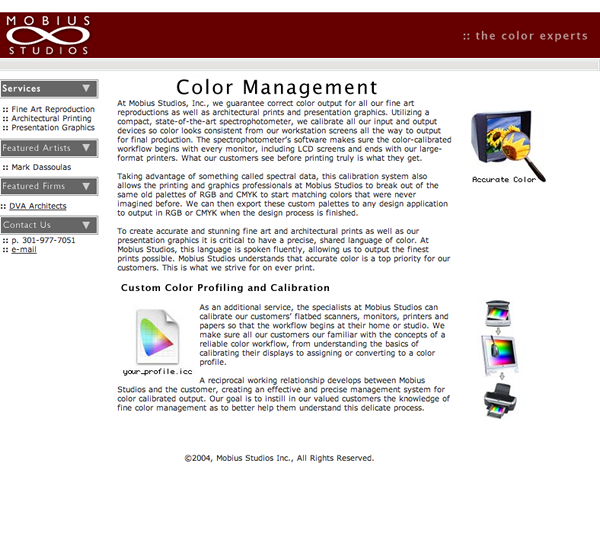 MOBIUS
STUDIOS
:: the color experts
Services
:: Fine Art Reproduction
:: Architectural Printing
:: Presentation Graphics
Featured Artists
:: Mark Dassoulas
Featured Firms
:: DVA Architects
Contact Us
:: p. 301-977-7051
:: e-mail
Color Management
At Mobius Studios, Inc., we guarantee correct color output for all our fine art
reproductions as well as architectural prints and presentation graphics. Utilizing a
compact, state-of-the-art spectrophotometer, we calibrate all our input and output
devices so color looks consistent from our workstation screens all the way to output
for final production. The spectrophotometer's software makes sure the color-calibrated
workflow begins with every monitor, including LCD screens and ends with our large-
format printers. What our customers see before printing truly is what they get.
Accurate Color
Taking advantage of something called spectral data, this calibration system also
allows the printing and graphics professionals at Mobius Studios to break out of the
same old palettes of RGB and CMYK to start matching colors that were never
imagined before. We can then export these custom palettes to any design application
to output in RGB or CMYK when the design process is finished.
To create accurate and stunning fine art and architectural prints as well as our
presentation graphics it is critical to have a precise, shared language of color. At
Mobius Studios, this language is spoken fluently, allowing us to output the finest
prints possible. Mobius Studios understands that accurate color is a top priority for our
customers. This is what we strive for on ever print.
Custom Color Profiling and Calibration
your_profile.icc
As an additional service, the specialists at Mobius Studios can
calibrate our customers' flatbed scanners, monitors, printers and
papers so that the workflow begins at their home or studio. We
make sure all our customers our familiar with the concepts of a
reliable color workflow, from understanding the basics of
calibrating their displays to assigning or converting to a color
profile.
A reciprocal working relationship develops between Mobius
Studios and the customer, creating an effective and precise management system for
color calibrated output. Our goal is to instill in our valued customers the knowledge of
fine color management as to better help them understand this delicate process.
©2004, Mobius Studios Inc., All Rights Reserved.